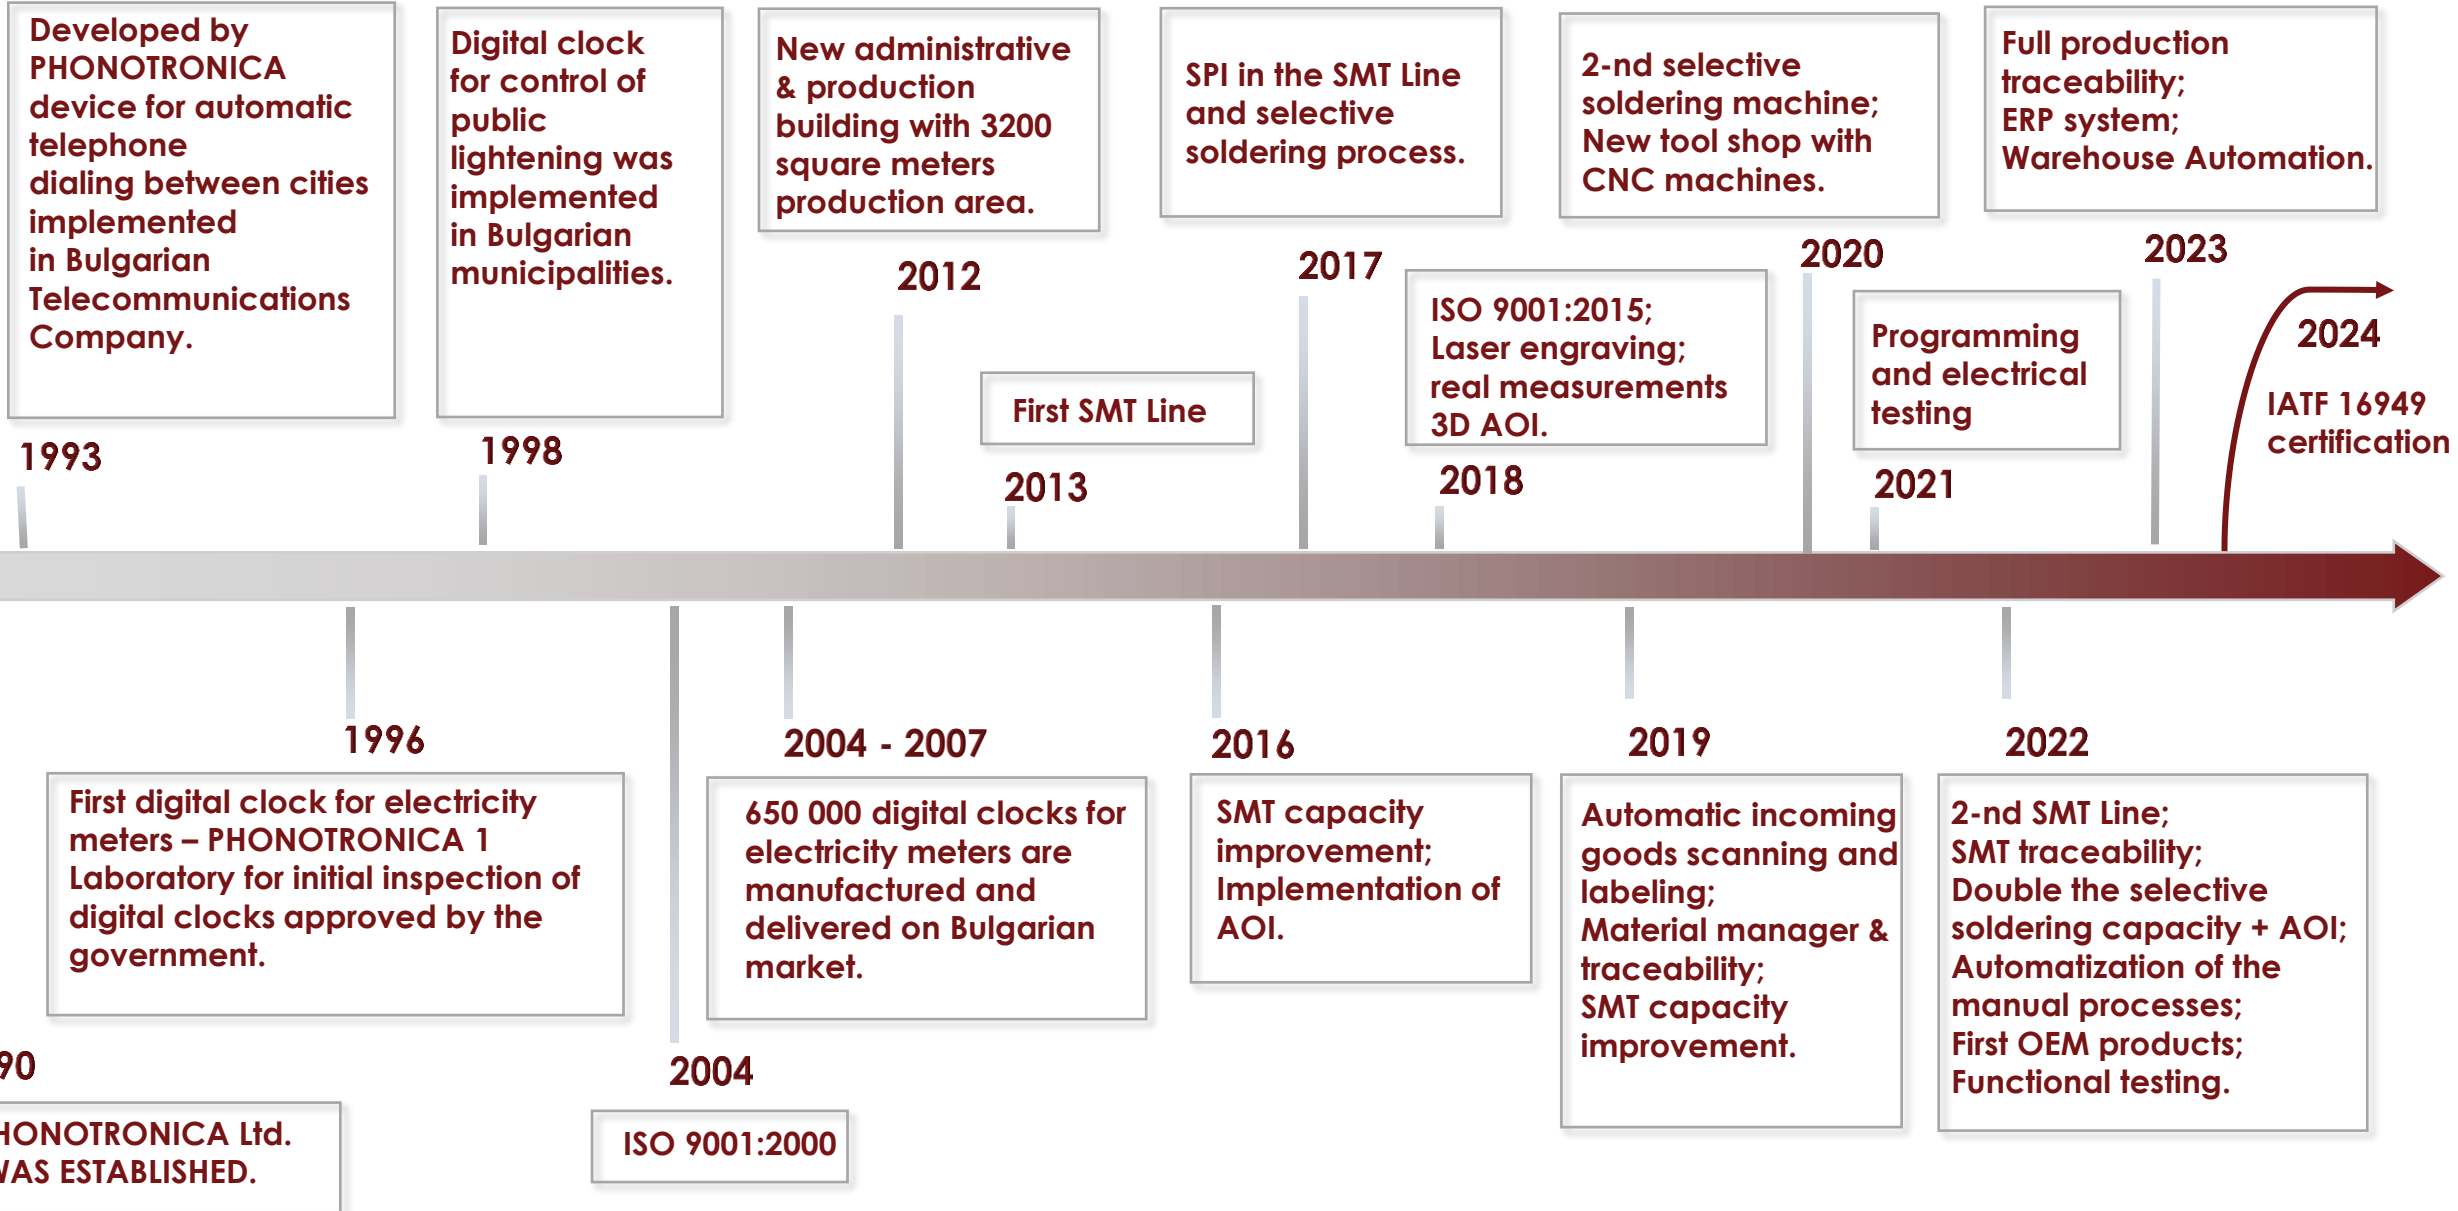 Developed by
PHONOTRONICA
device for automatic
telephone
dialing between cities
implemented
in Bulgarian
Telecommunications
Company.
1993
Digital clock
for control of
public
lightening was
implemented
in Bulgarian
municipalities.
1998
New administrative
& production
building with 3200
square meters
production area.
2012
First SMT Line
2013
SPI in the SMT Line
and selective
soldering process.
2017
ISO 9001:2015;
Laser engraving;
real measurements
3D AOI.
2018
2-nd selective
soldering machine;
New tool shop with
CNC machines.
2020
Programming
and electrical
testing
2021
Full production
traceability;
ERP system;
Warehouse Automation.
2023
2024
IATF 16949
certification
90
HONOTRONICA Ltd.
WAS ESTABLISHED.
1996
First digital clock for electricity
meters – PHONOTRONICA 1
Laboratory for initial inspection of
digital clocks approved by the
government.
2004
ISO 9001:2000
2004 - 2007
650 000 digital clocks for
electricity meters are
manufactured and
delivered on Bulgarian
market.
2016
SMT capacity
improvement;
Implementation of
AOI.
2019
Automatic incoming
goods scanning and
labeling;
Material manager &
traceability;
SMT capacity
improvement.
2022
2-nd SMT Line;
SMT traceability;
Double the selective
soldering capacity + AOI;
Automatization of the
manual processes;
First OEM products;
Functional testing.